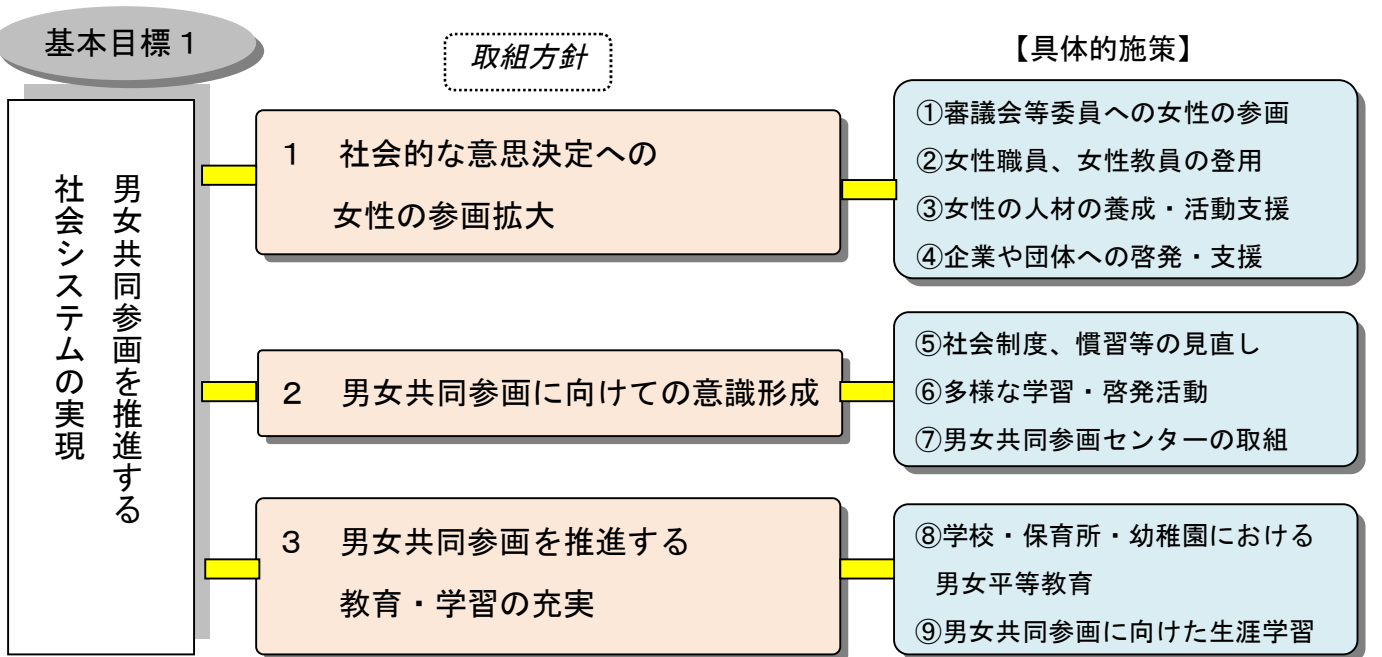 基本目標１
取組方針
【具体的施策】
男女共同参画を推進する
社会システムの実現
１　社会的な意思決定への
女性の参画拡大
①審議会等委員への女性の参画
②女性職員、女性教員の登用
③女性の人材の養成・活動支援
④企業や団体への啓発・支援
２　男女共同参画に向けての意識形成
⑤社会制度、慣習等の見直し
⑥多様な学習・啓発活動
⑦男女共同参画センターの取組
３　男女共同参画を推進する
教育・学習の充実
⑧学校・保育所・幼稚園における
男女平等教育
⑨男女共同参画に向けた生涯学習